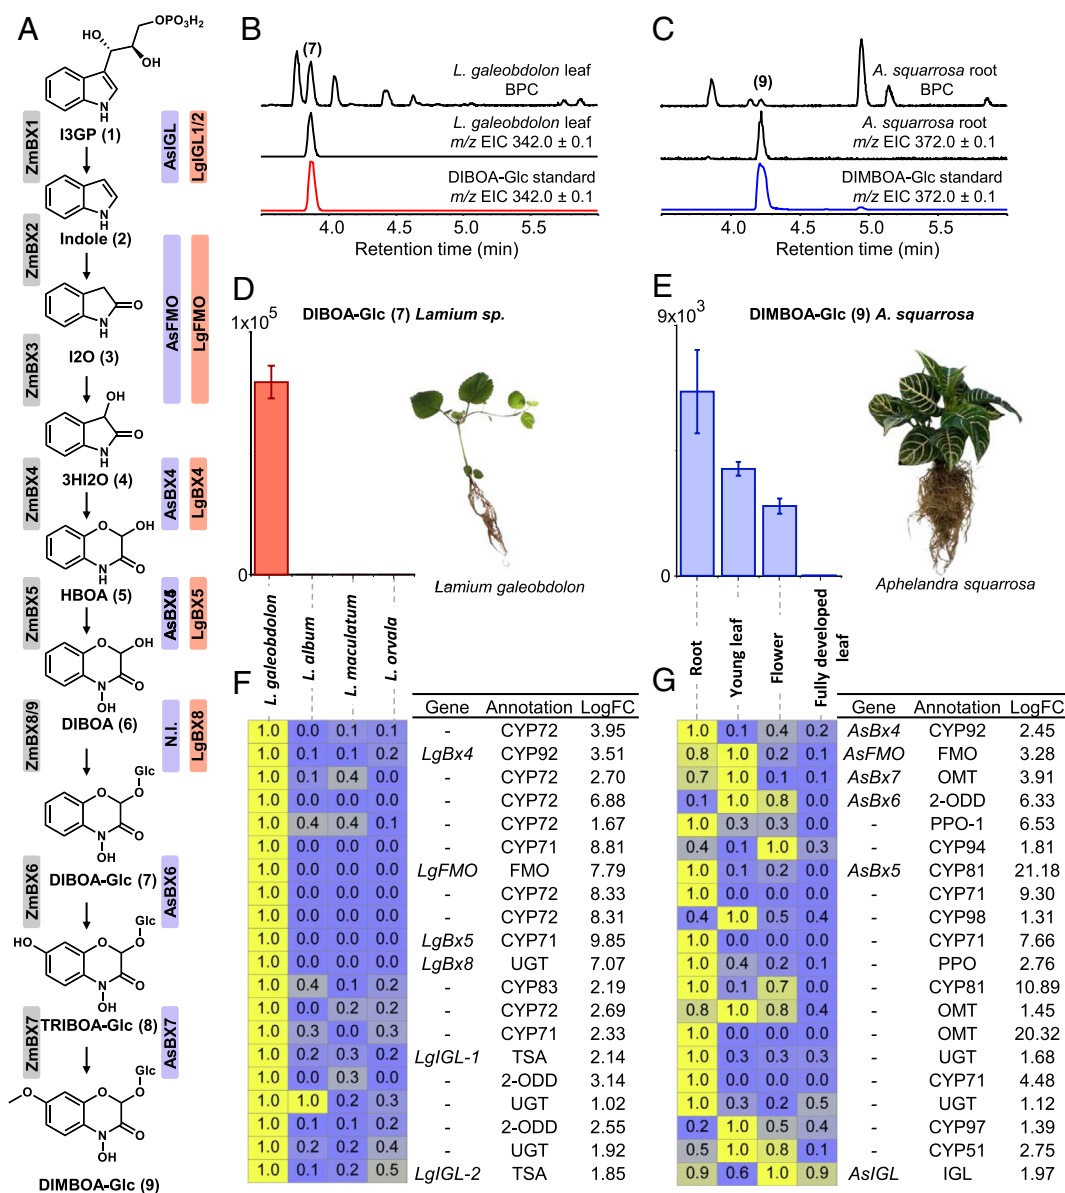 A
OPO₃H₂
HO
OH
N
H
I3GP (1)
ZmBX1
AsIGL
LgIGL1/2
N
H
Indole (2)
ZmBX2
AsFMO
LgFMO
O
N
H
I2O (3)
ZmBX3
OH
O
N
H
3HI2O (4)
ZmBX4
AsBX4
LgBX4
O
OH
N
H
O
HBOA (5)
ZmBX5
LgBX5
O
OH
N
O
OH
DIBOA (6)
ZmBX8/9
N.I.
LgBX8
Glc
O
O
N
O
OH
DIBOA-Glc (7)
ZmBX6
AsBX6
HO
Glc
O
O
N
O
OH
TRIBOA-Glc (8)
ZmBX7
AsBX7
Glc
O
O
O
N
O
OH
DIMBOA-Glc (9)
B
(7)
L. galeobdolon leaf
BPC
L. galeobdolon leaf
m/z EIC 342.0 ± 0.1
DIBOA-Glc standard
m/z EIC 342.0 ± 0.1
4.0 4.5 5.0 5.5
Retention time (min)
C
(9)
A. squarrosa root
BPC
A. squarrosa root
m/z EIC 372.0 ± 0.1
DIMBOA-Glc standard
m/z EIC 372.0 ± 0.1
4.0 4.5 5.0 5.5
Retention time (min)
D
DIBOA-Glc (7) Lamium sp.
1x10⁵
0
Lamium galeobdolon
L. galeobdolon
L. album
L. maculatum
L. orvala
E
DIMBOA-Glc (9) A. squarrosa
9x10³
0
Aphelandra squarrosa
Root
Young leaf
Flower
Fully developed
leaf
F
Gene Annotation LogFC
1.0 0.0 0.1 0.1 - CYP72 3.95
1.0 0.1 0.1 0.2 LgBx4 CYP92 3.51
1.0 0.1 0.4 0.0 - CYP72 2.70
1.0 0.0 0.0 0.0 - CYP72 6.88
1.0 0.4 0.4 0.1 - CYP72 1.67
1.0 0.0 0.0 0.0 - CYP71 8.81
1.0 0.0 0.0 0.0 LgFMO FMO 7.79
1.0 0.0 0.0 0.0 - CYP72 8.33
1.0 0.0 0.0 0.0 - CYP72 8.31
1.0 0.0 0.0 0.0 LgBx5 CYP71 9.85
1.0 0.0 0.0 0.0 LgBx8 UGT 7.07
1.0 0.4 0.1 0.2 - CYP83 2.19
1.0 0.0 0.2 0.2 - CYP72 2.69
1.0 0.3 0.0 0.3 - CYP71 2.33
1.0 0.2 0.3 0.2 LgIGL-1 TSA 2.14
1.0 0.0 0.3 0.0 - 2-ODD 3.14
1.0 1.0 0.2 0.3 - UGT 1.02
1.0 0.1 0.1 0.2 - 2-ODD 2.55
1.0 0.2 0.2 0.4 - UGT 1.92
1.0 0.1 0.2 0.5 LgIGL-2 TSA 1.85
G
Gene Annotation LogFC
1.0 0.1 0.4 0.2 AsBx4 CYP92 2.45
0.8 1.0 0.2 0.1 AsFMO FMO 3.28
0.7 1.0 0.1 0.1 AsBx7 OMT 3.91
0.1 1.0 0.8 0.0 AsBx6 2-ODD 6.33
1.0 0.3 0.3 0.0 - PPO-1 6.53
0.4 0.1 1.0 0.3 - CYP94 1.81
1.0 0.1 0.2 0.0 AsBx5 CYP81 21.18
1.0 0.0 0.0 0.0 - CYP71 9.30
0.4 1.0 0.5 0.4 - CYP98 1.31
1.0 0.0 0.0 0.0 - CYP71 7.66
1.0 0.4 0.2 0.1 - PPO 2.76
1.0 0.1 0.7 0.0 - CYP81 10.89
0.8 1.0 0.8 0.4 - OMT 1.45
1.0 0.0 0.0 0.0 - OMT 20.32
1.0 0.3 0.3 0.3 - UGT 1.68
1.0 0.0 0.0 0.0 - CYP71 4.48
1.0 0.3 0.2 0.5 - UGT 1.12
0.2 1.0 0.5 0.4 - CYP97 1.39
0.5 1.0 0.8 0.1 - CYP51 2.75
0.9 0.6 1.0 0.9 AsIGL IGL 1.97